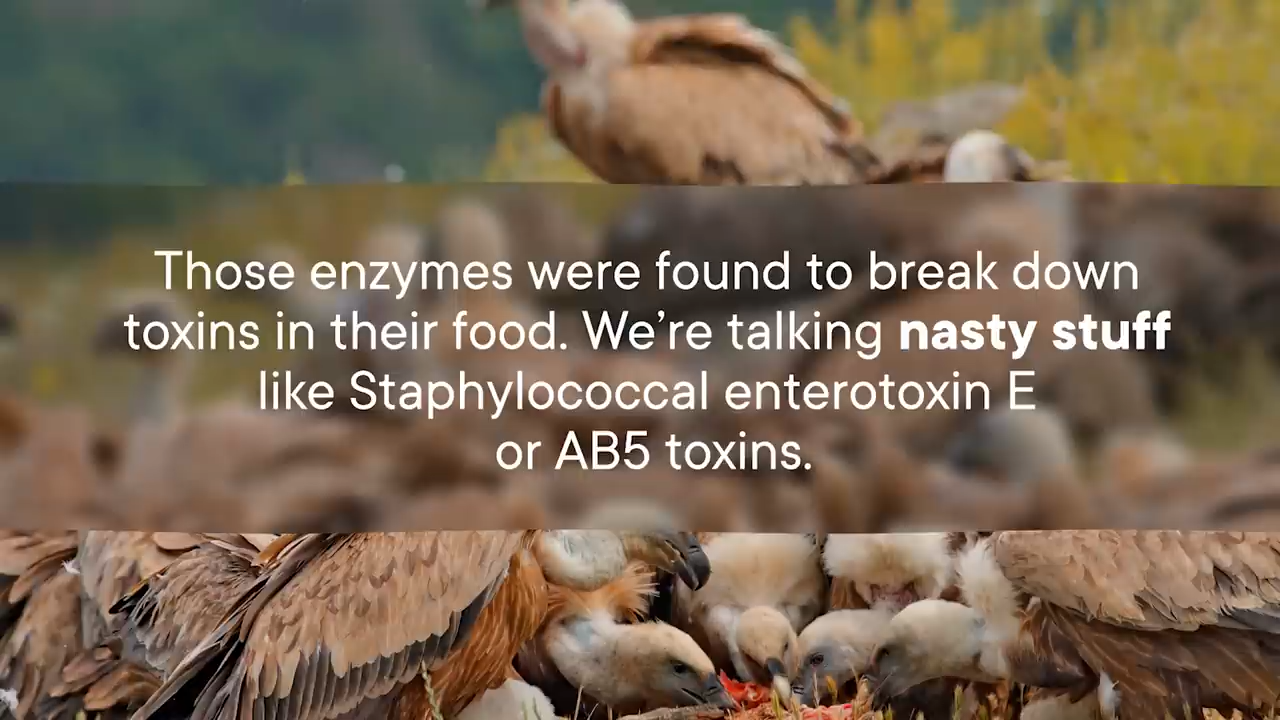 Those enzymes were found to break down
toxins in their food. We’re talking nasty stuff
like Staphylococcal enterotoxin E
or AB5 toxins.